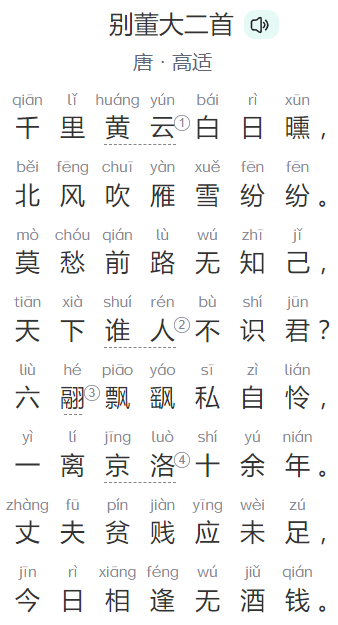 别董大二首
唐 · 高适
qiān lǐ huáng yún bái rì xūn
千里黄云①白日曛，
běi fēng chuī yàn xuě fēn fēn
北风吹雁雪纷纷。
mò chóu qián lù wú zhī jǐ
莫愁前路无知己，
tiān xià shuí rén bù shí jūn
天下谁人②不识君？
liù hé piāo yáo sī zì lián
六翮③飘飖私自怜，
yì lí jīng luò shí yú nián
一离京洛④十余年。
zhàng fū pín jiàn yīng wèi zú
丈夫贫贱应未足，
jīn rì xiāng féng wú jiǔ qián
今日相逢无酒钱。